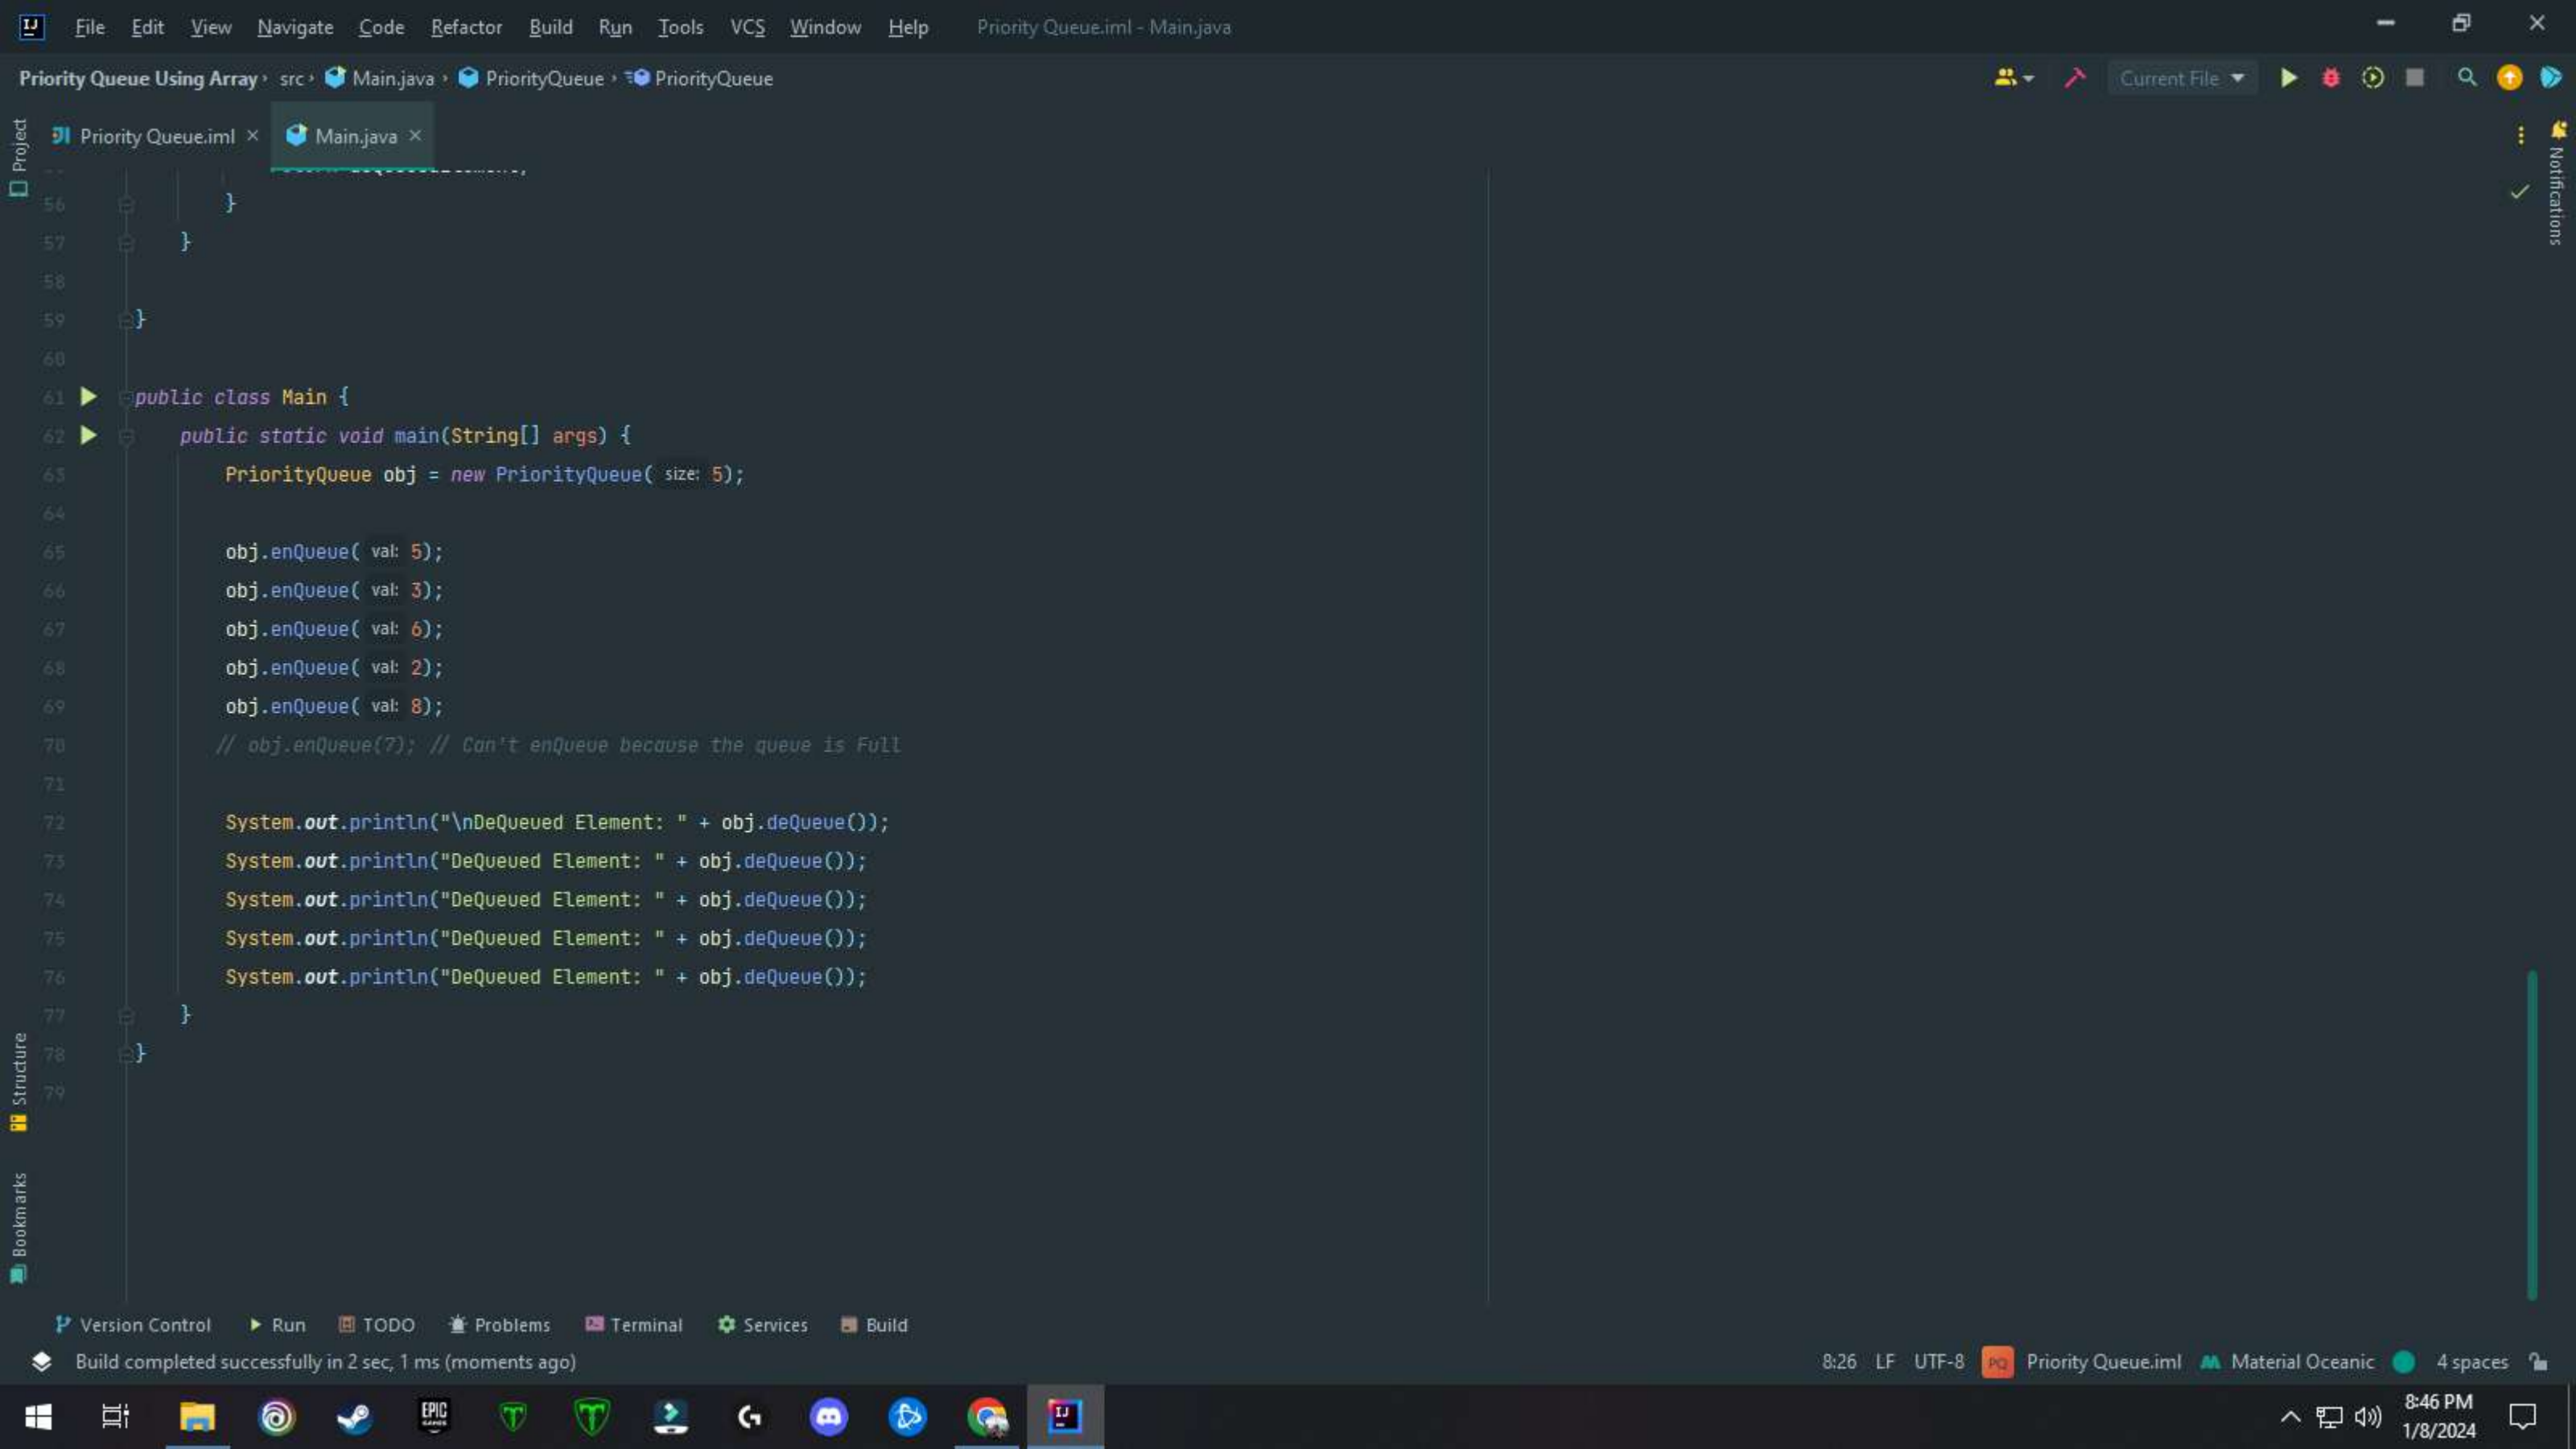 File Edit View Navigate Code Refactor Build Run Tools VCS Window Help Priority Queue.iml - Main.java
Priority Queue Using Array › src › Main.java › PriorityQueue › PriorityQueue
Current File
Project
Priority Queue.iml
Main.java
Notifications
56 }
57 }
58
59 }
60
61 public class Main {
62 public static void main(String[] args) {
63 PriorityQueue obj = new PriorityQueue( size: 5);
64
65 obj.enQueue( val: 5);
66 obj.enQueue( val: 3);
67 obj.enQueue( val: 6);
68 obj.enQueue( val: 2);
69 obj.enQueue( val: 8);
70 // obj.enQueue(7); // Can't enQueue because the queue is Full
71
72 System.out.println("\nDeQueued Element: " + obj.deQueue());
73 System.out.println("DeQueued Element: " + obj.deQueue());
74 System.out.println("DeQueued Element: " + obj.deQueue());
75 System.out.println("DeQueued Element: " + obj.deQueue());
76 System.out.println("DeQueued Element: " + obj.deQueue());
77 }
78 }
79
Structure
Bookmarks
Version Control Run TODO Problems Terminal Services Build
Build completed successfully in 2 sec, 1 ms (moments ago)
8:26 LF UTF-8 PQ Priority Queue.iml Material Oceanic 4 spaces
EPIC GAMES
8:46 PM
1/8/2024